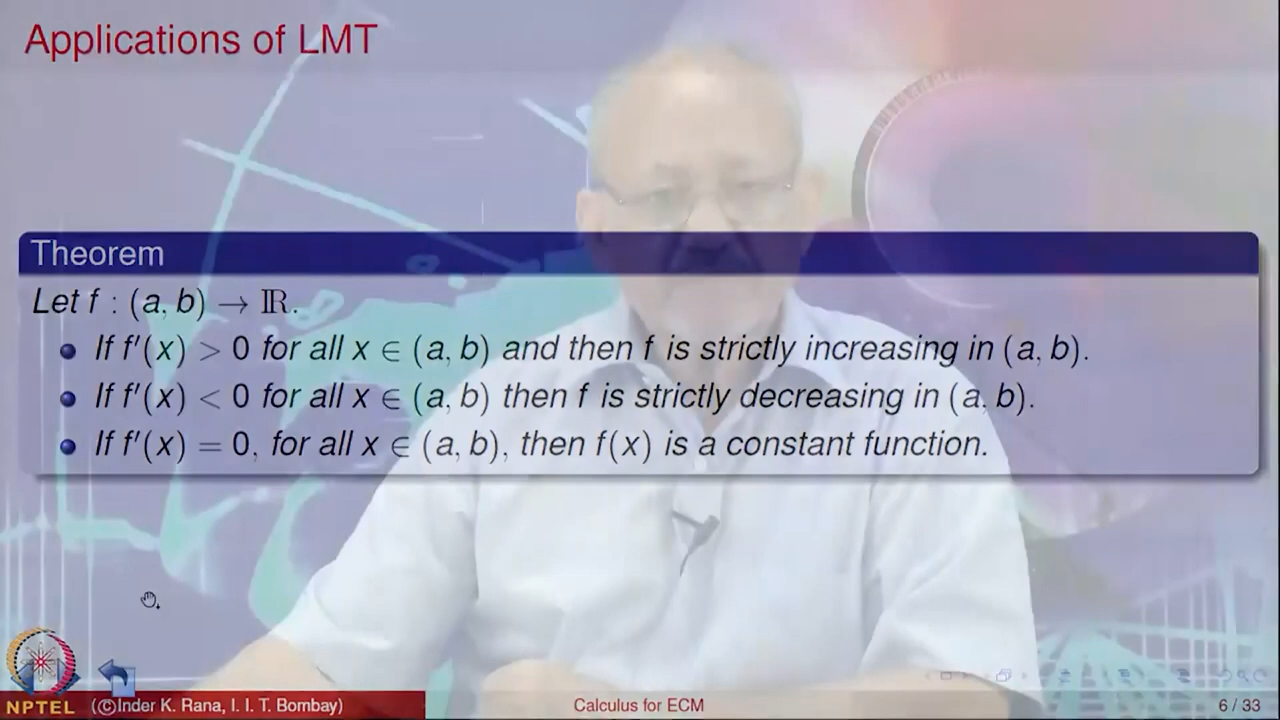 Applications of LMT
Theorem
Let f : (a, b) → ℝ.
If f′(x) > 0 for all x ∈ (a, b) and then f is strictly increasing in (a, b).
If f′(x) < 0 for all x ∈ (a, b) then f is strictly decreasing in (a, b).
If f′(x) = 0, for all x ∈ (a, b), then f(x) is a constant function.
NPTEL
(©Inder K. Rana, I. I. T. Bombay)
Calculus for ECM
6 / 33